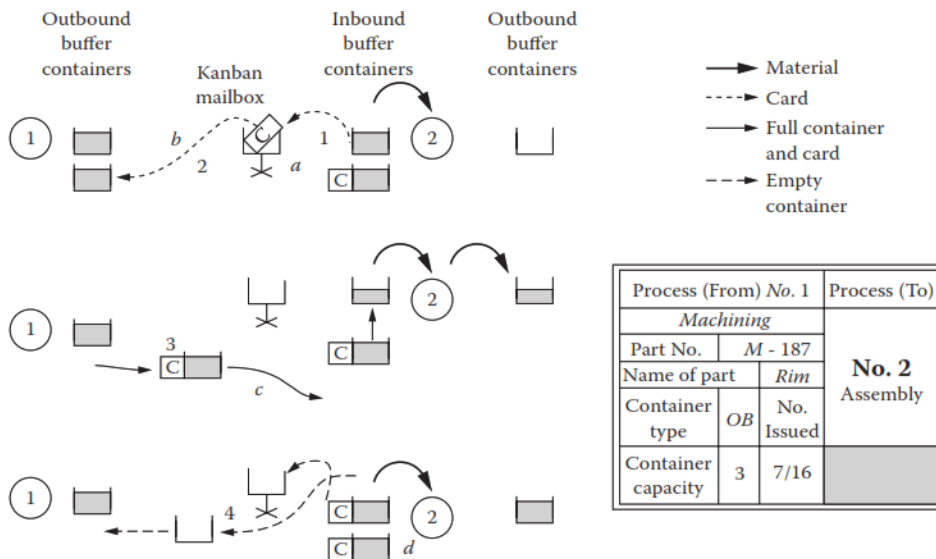 Outbound
buffer
containers
Inbound
buffer
containers
Outbound
buffer
containers
Kanban
mailbox
Material
Card
Full container
and card
Empty
container
1
b
2
C
a
1
C
2
1
3
C
c
C
2
1
4
C
C
d
2
Process (From) No. 1
Process (To)
Machining
Part No.
M - 187
Name of part
Rim
No. 2
Assembly
Container
type
OB
No.
Issued
Container
capacity
3
7/16